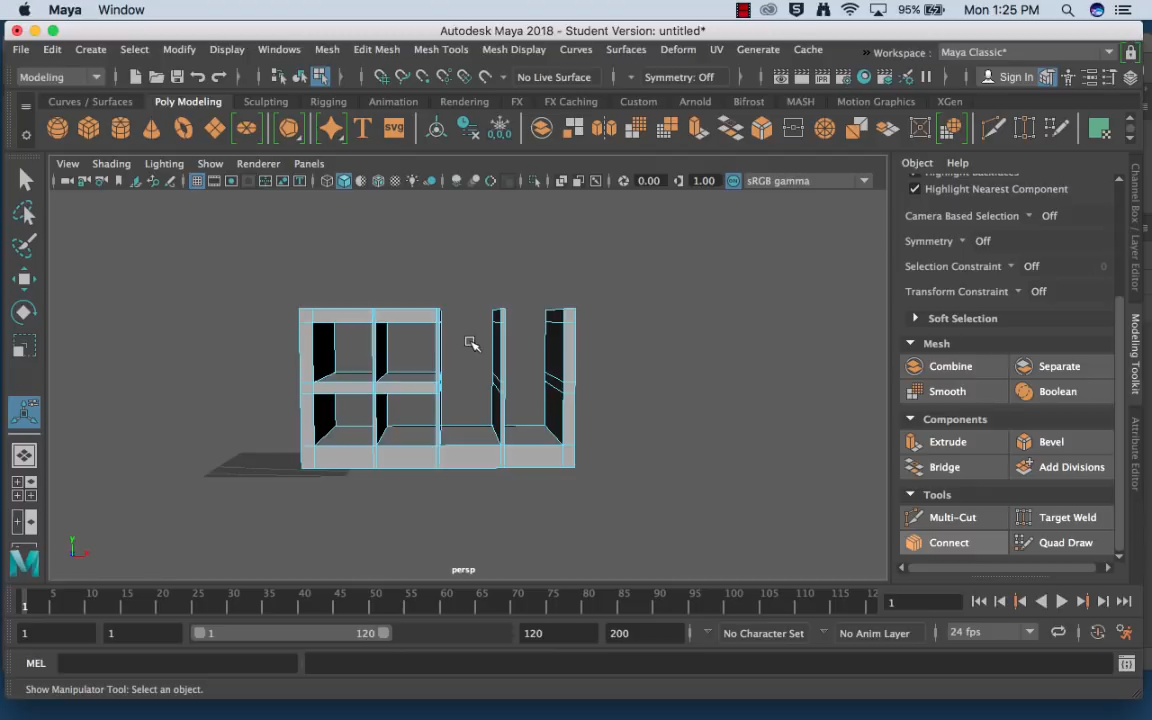 Maya Window 95% Mon 1:25 PM
Autodesk Maya 2018 - Student Version: untitled*
File Edit Create Select Modify Display Windows Mesh Edit Mesh Mesh Tools Mesh Display Curves Surfaces Deform UV Generate Cache >> Workspace: Maya Classic*
Modeling No Live Surface Symmetry: Off Sign In
Curves / Surfaces Poly Modeling Sculpting Rigging Animation Rendering FX FX Caching Custom Arnold Bifrost MASH Motion Graphics XGen
T SVG 0,0,0
View Shading Lighting Show Renderer Panels
0.00 1.00 sRGB gamma
Object Help
Highlight Backfaces
Highlight Nearest Component
Camera Based Selection Off
Symmetry Off
Selection Constraint Off 0
Transform Constraint Off
Soft Selection
Mesh
Combine Separate
Smooth Boolean
Components
Extrude Bevel
Bridge Add Divisions
Tools
Multi-Cut Target Weld
Connect Quad Draw
Channel Box / Layer Editor
Modeling Toolkit
Attribute Editor
y
persp
1 5 10 15 20 25 30 35 40 45 50 55 60 65 70 75 80 85 90 95 100 105 110 115 12 1
1 1 1 120 120 200 No Character Set No Anim Layer 24 fps
MEL
Show Manipulator Tool: Select an object.